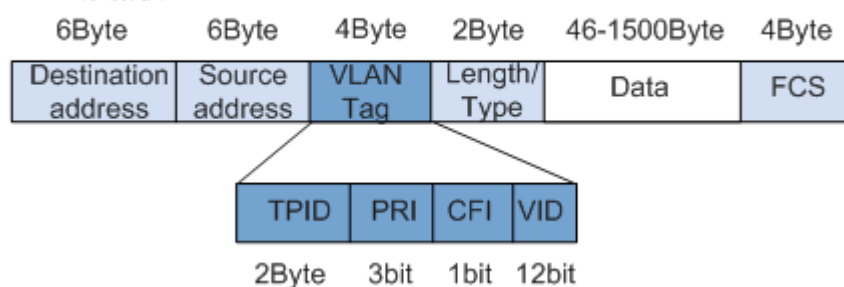 6Byte 6Byte 4Byte 2Byte 46-1500Byte 4Byte
Destination address Source address VLAN Tag Length/ Type Data FCS
TPID PRI CFI VID
2Byte 3bit 1bit 12bit